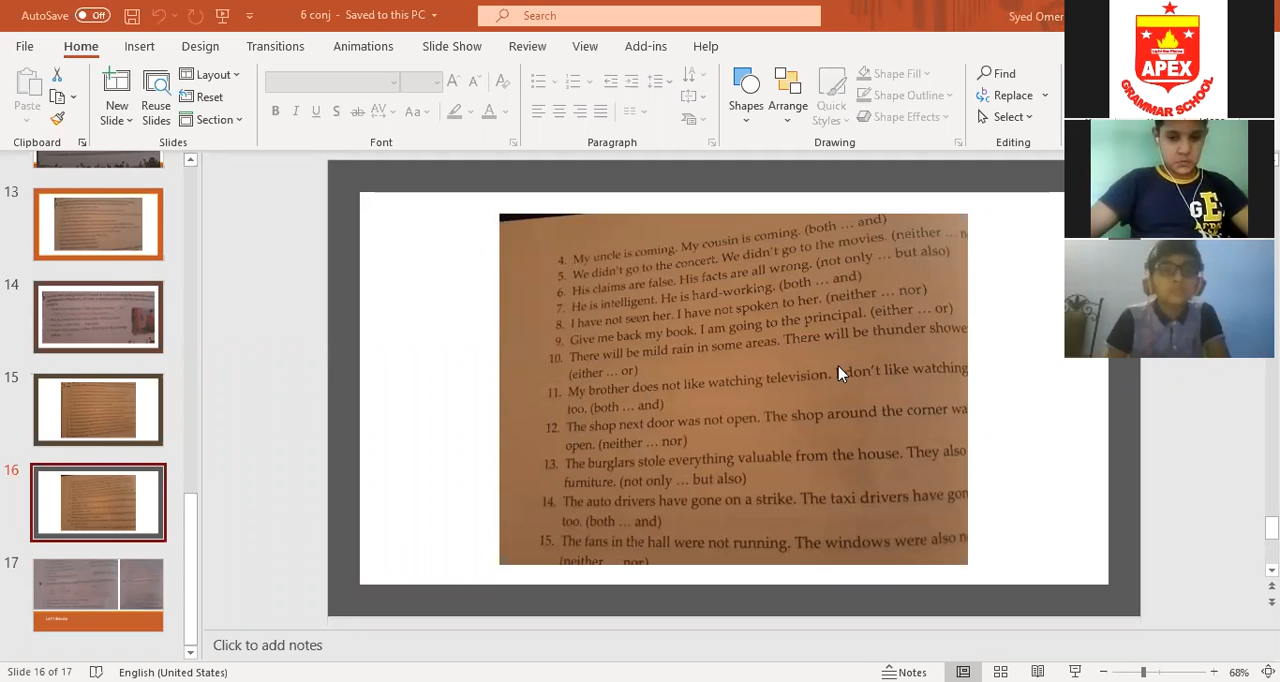 AutoSave Off 6 conj - Saved to this PC Search Syed Omer
File Home Insert Design Transitions Animations Slide Show Review View Add-ins Help
Paste New Slide Reuse Slides Layout Reset Section Shapes Arrange Quick Styles Shape Fill Shape Outline Shape Effects Find Replace Select
Clipboard Slides Font Paragraph Drawing Editing
APEX
GRAMMAR SCHOOL
13
14
15
16
17
4. My uncle is coming. My cousin is coming. (both ... and)
5. We didn't go to the concert. We didn't go to the movies. (neither ... n
6. His claims are false. His facts are all wrong. (not only ... but also)
7. He is intelligent. He is hard-working. (both ... and)
8. I have not seen her. I have not spoken to her. (neither ... nor)
9. Give me back my book. I am going to the principal. (either ... or)
10. There will be mild rain in some areas. There will be thunder showe
(either ... or)
11. My brother does not like watching television. I don't like watching
too. (both ... and)
12. The shop next door was not open. The shop around the corner wa
open. (neither ... nor)
13. The burglars stole everything valuable from the house. They also
furniture. (not only ... but also)
14. The auto drivers have gone on a strike. The taxi drivers have gon
too. (both ... and)
15. The fans in the hall were not running. The windows were also n
(neither ... nor)
Click to add notes
Slide 16 of 17 English (United States) Notes 68%